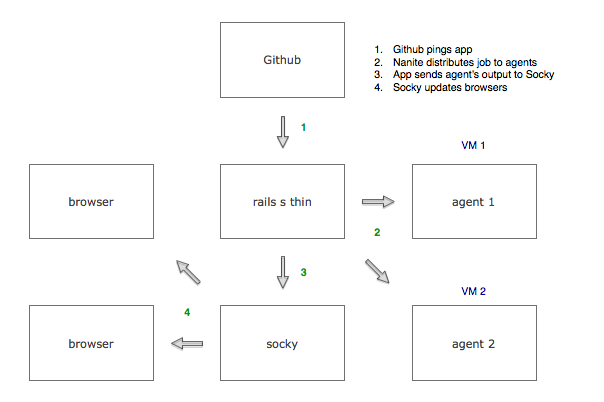 Github
1. Github pings app
2. Nanite distributes job to agents
3. App sends agent's output to Socky
4. Socky updates browsers
1
VM 1
browser
rails s thin
agent 1
2
3
VM 2
4
browser
socky
agent 2